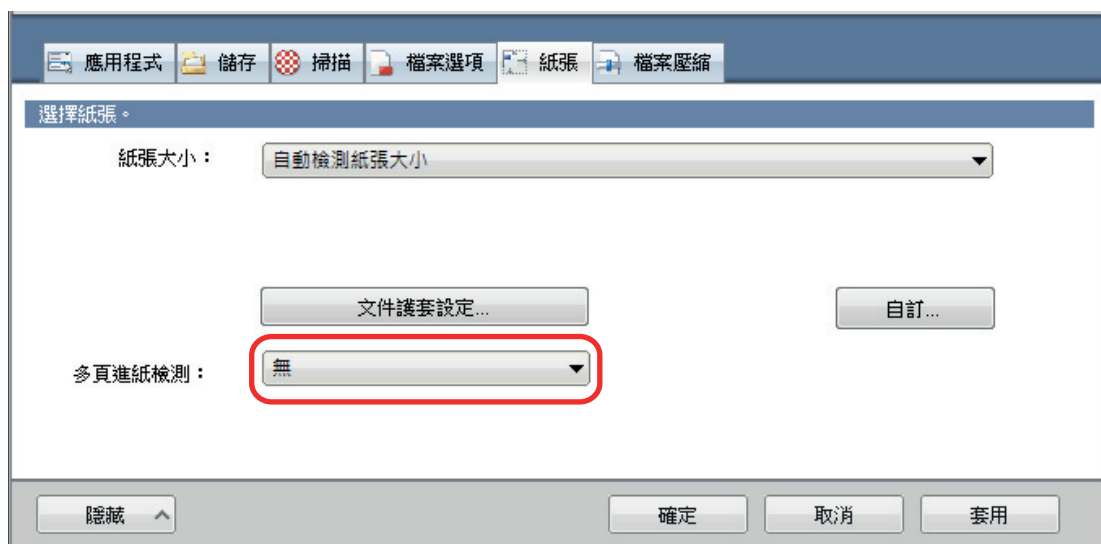 應用程式 儲存 掃描 檔案選項 紙張 檔案壓縮
選擇紙張。
紙張大小： 自動檢測紙張大小
文件護套設定... 自訂...
多頁進紙檢測： 無
隱藏 確定 取消 套用